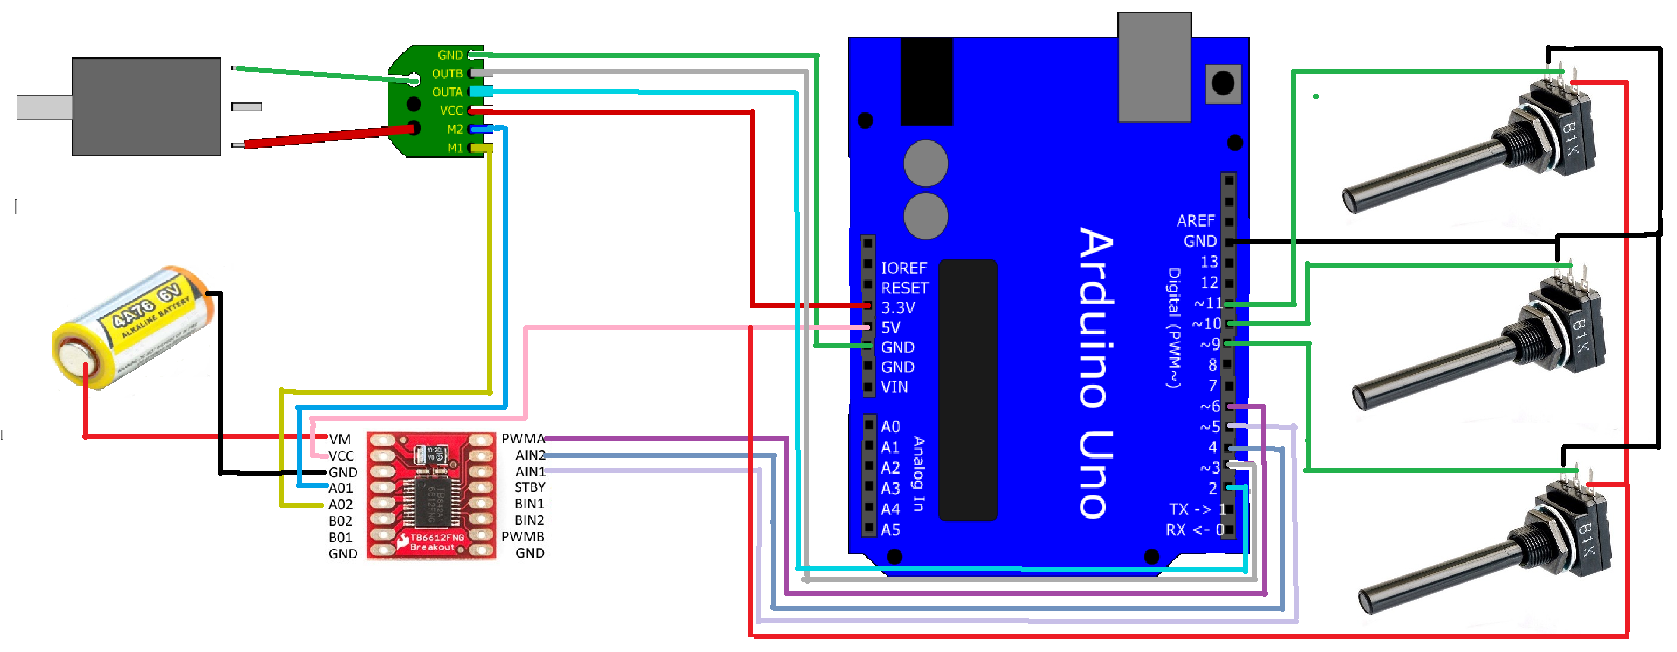 GND
OUTB
OUTA
VCC
M2
M1
4A76 6V
ALKALINE BATTERY
VM
VCC
GND
A01
A02
B02
B01
GND
TB6612FNG
Breakout
PWMA
AIN2
AIN1
STBY
BIN1
BIN2
PWMB
GND
IOREF
RESET
3.3V
5V
GND
GND
VIN
A0
A1
A2
A3
A4
A5
Analog In
Arduino Uno
Digital (PWM~)
AREF
GND
13
12
~11
~10
~9
8
7
~6
~5
4
~3
2
TX -> 1
RX <- 0
B1K
B1K
B1K